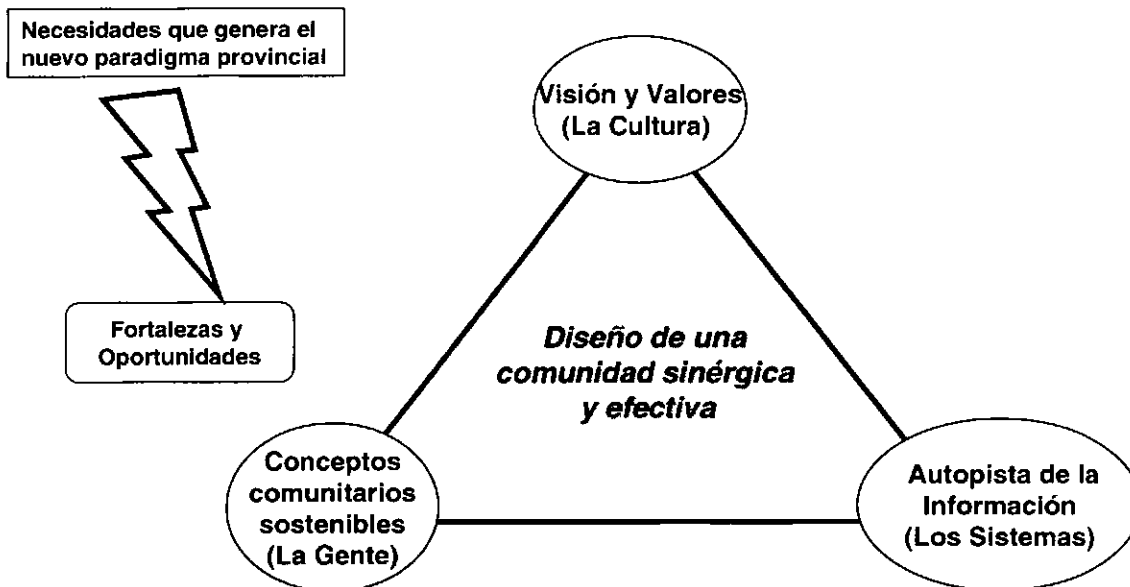 Necesidades que genera el
nuevo paradigma provincial
Visión y Valores
(La Cultura)
Fortalezas y
Oportunidades
Diseño de una
comunidad sinérgica
y efectiva
Conceptos
comunitarios
sostenibles
(La Gente)
Autopista de la
Información
(Los Sistemas)